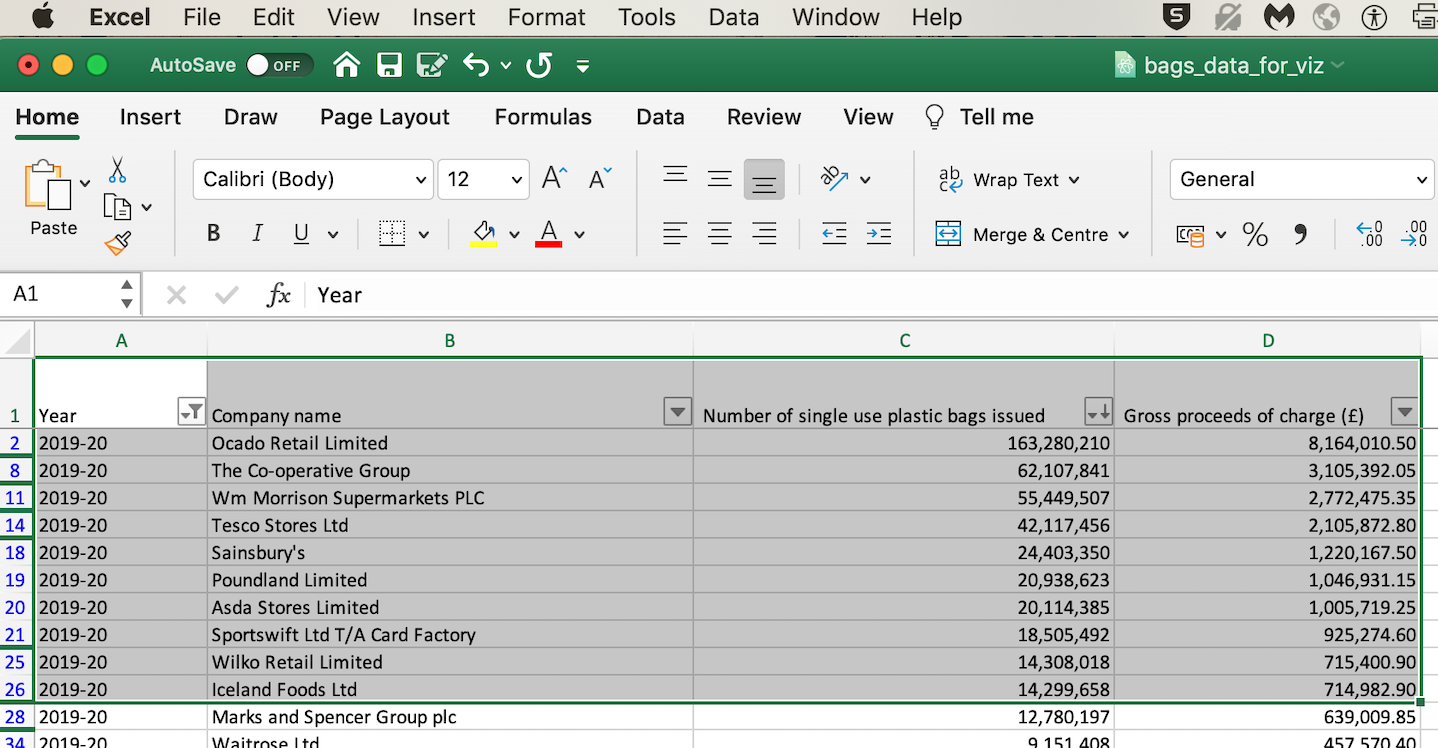 Excel File Edit View Insert Format Tools Data Window Help
AutoSave OFF bags_data_for_viz
Home Insert Draw Page Layout Formulas Data Review View Tell me
Calibri (Body) 12 Wrap Text General
Paste B I U A Merge & Centre
A1 fx Year
A B C D
1 Year Company name Number of single use plastic bags issued Gross proceeds of charge (£)
2 2019-20 Ocado Retail Limited 163,280,210 8,164,010.50
8 2019-20 The Co-operative Group 62,107,841 3,105,392.05
11 2019-20 Wm Morrison Supermarkets PLC 55,449,507 2,772,475.35
14 2019-20 Tesco Stores Ltd 42,117,456 2,105,872.80
18 2019-20 Sainsbury's 24,403,350 1,220,167.50
19 2019-20 Poundland Limited 20,938,623 1,046,931.15
20 2019-20 Asda Stores Limited 20,114,385 1,005,719.25
21 2019-20 Sportswift Ltd T/A Card Factory 18,505,492 925,274.60
25 2019-20 Wilko Retail Limited 14,308,018 715,400.90
26 2019-20 Iceland Foods Ltd 14,299,658 714,982.90
28 2019-20 Marks and Spencer Group plc 12,780,197 639,009.85
34 2019-20 Waitrose Ltd 9,151,408 457,570.40